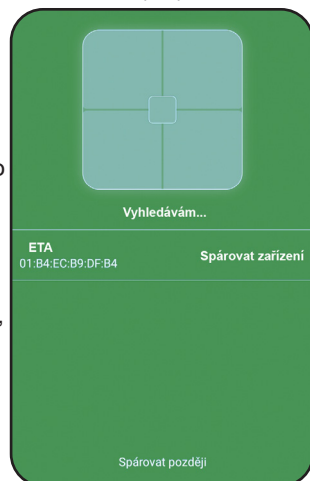 Vyhledávám...
ETA
01:B4:EC:B9:DF:B4
Spárovat zařízení
Spárovat později